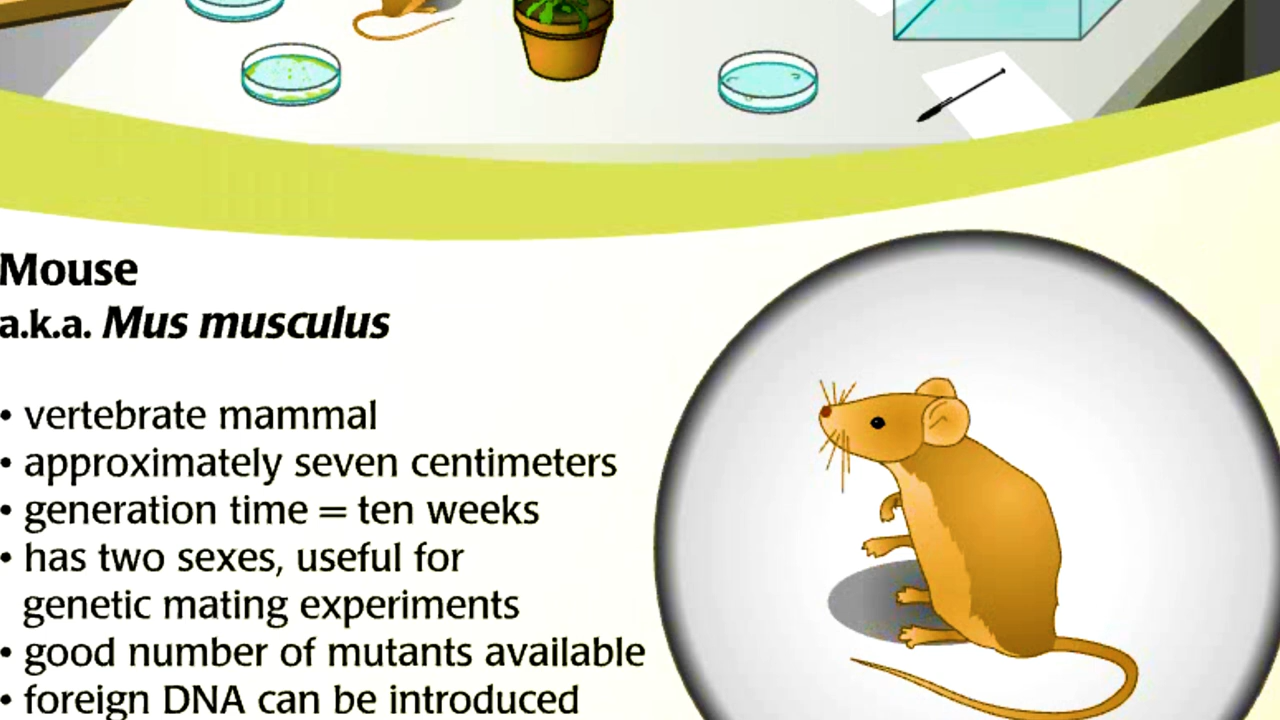 Mouse
a.k.a. Mus musculus
• vertebrate mammal
• approximately seven centimeters
• generation time = ten weeks
• has two sexes, useful for
genetic mating experiments
• good number of mutants available
• foreign DNA can be introduced